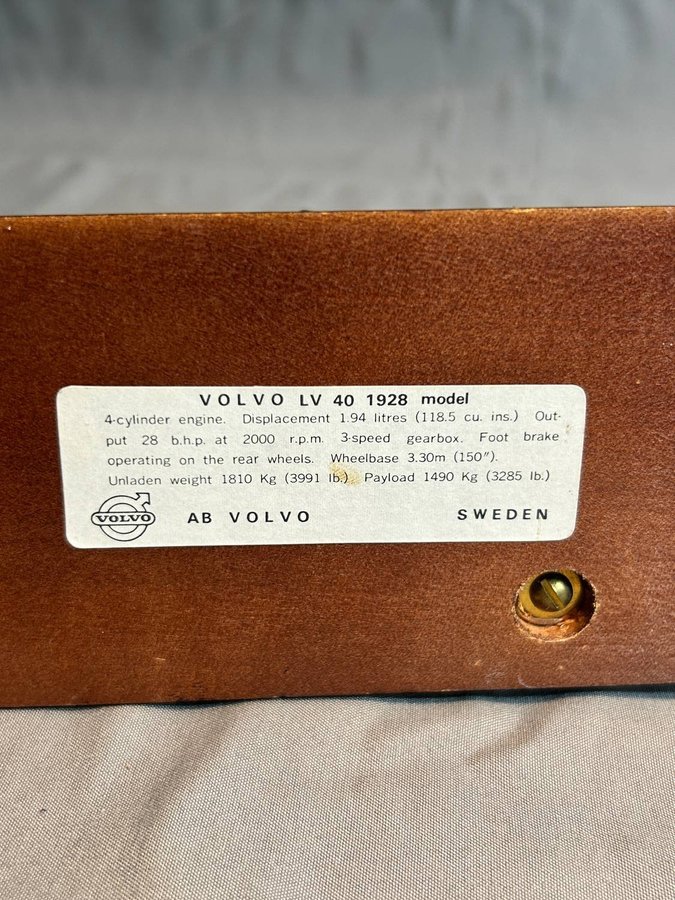 VOLVO LV 40 1928 model
4-cylinder engine. Displacement 1.94 litres (118.5 cu. ins.) Out-
put 28 b.h.p. at 2000 r.p.m. 3-speed gearbox. Foot brake
operating on the rear wheels. Wheelbase 3.30m (150").
Unladen weight 1810 Kg (3991 lb.) Payload 1490 Kg (3285 lb.)
VOLVO AB VOLVO SWEDEN